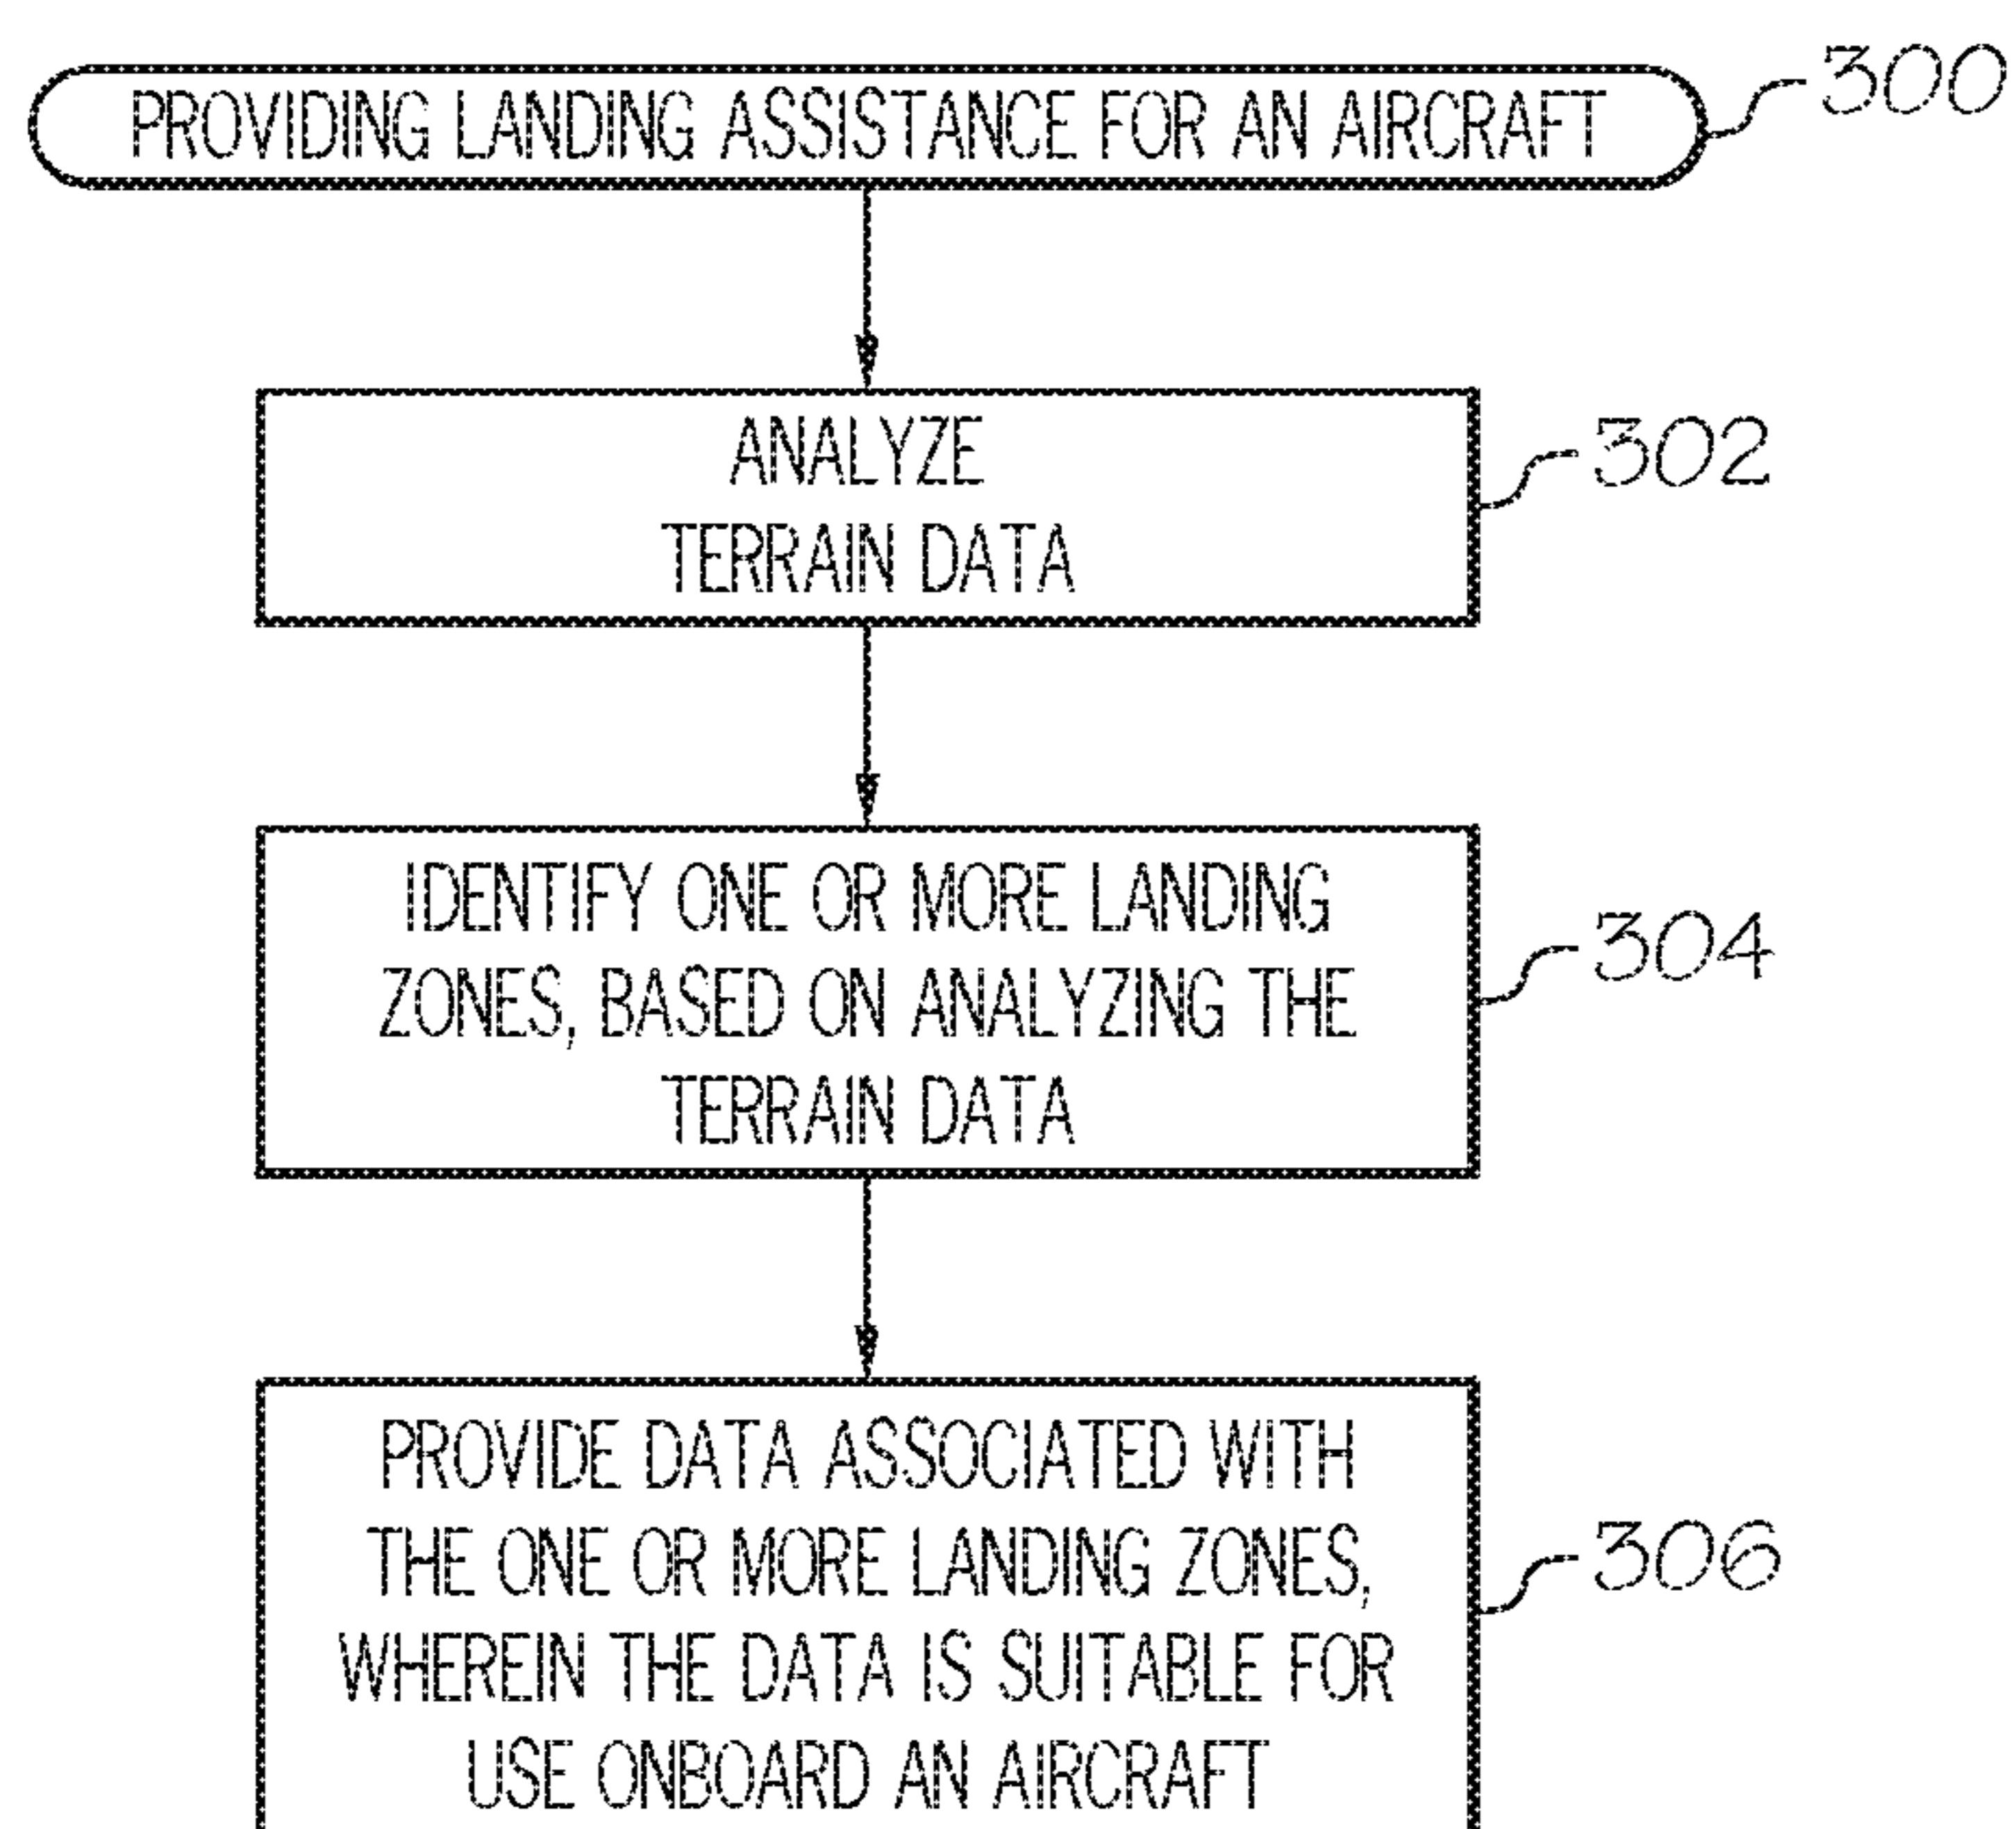 PROVIDING LANDING ASSISTANCE FOR AN AIRCRAFT
300
ANALYZE
TERRAIN DATA
302
IDENTIFY ONE OR MORE LANDING
ZONES, BASED ON ANALYZING THE
TERRAIN DATA
304
PROVIDE DATA ASSOCIATED WITH
THE ONE OR MORE LANDING ZONES,
WHEREIN THE DATA IS SUITABLE FOR
USE ONBOARD AN AIRCRAFT
306